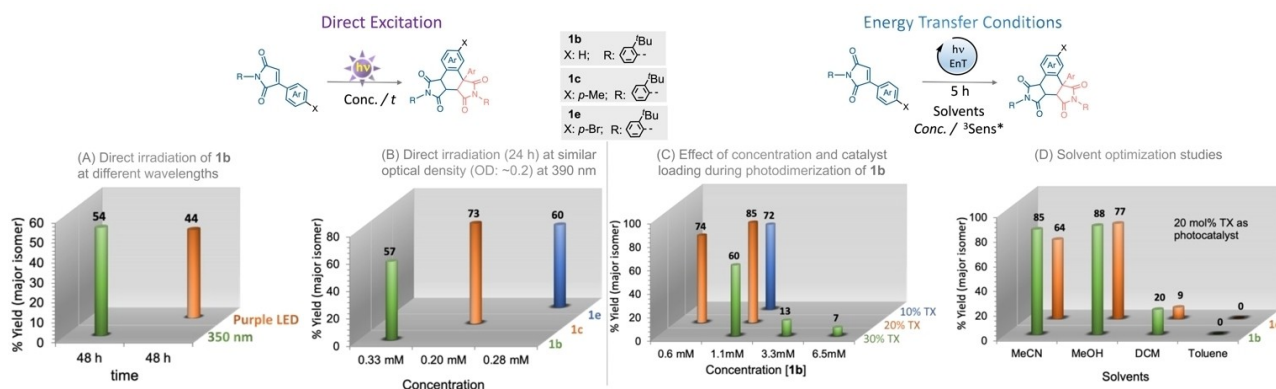 Direct Excitation
Energy Transfer Conditions
R-N
O
O
Ar
X
hν
Conc. / t
X
Ar
Ar
O
O
N
R
O
O
N
R
1b
X: H; R:
tBu
1c
X: p-Me; R:
tBu
1e
X: p-Br; R:
tBu
R-N
O
O
Ar
X
hν
EnT
5 h
Solvents
Conc. / ³Sens*
X
Ar
Ar
O
O
N
R
O
O
N
R
(A) Direct irradiation of 1b
at different wavelengths
% Yield (major isomer)
60
50
40
30
20
10
0
54
44
Purple LED
350 nm
48 h
48 h
time
(B) Direct irradiation (24 h) at similar
optical density (OD: ~0.2) at 390 nm
% Yield (major isomer)
80
60
40
20
0
57
73
60
1e
1c
1b
0.33 mM
0.20 mM
0.28 mM
Concentration
(C) Effect of concentration and catalyst
loading during photodimerization of 1b
% Yield (major isomer)
100
80
60
40
20
0
74
60
85
72
13
7
10% TX
20% TX
30% TX
0.6 mM
1.1mM
3.3mM
6.5mM
Concentration [1b]
(D) Solvent optimization studies
% Yield (major isomer)
100
80
60
40
20
0
85
64
88
77
20
9
0
0
20 mol% TX as
photocatalyst
1b
MeCN
MeOH
DCM
Toluene
Solvents